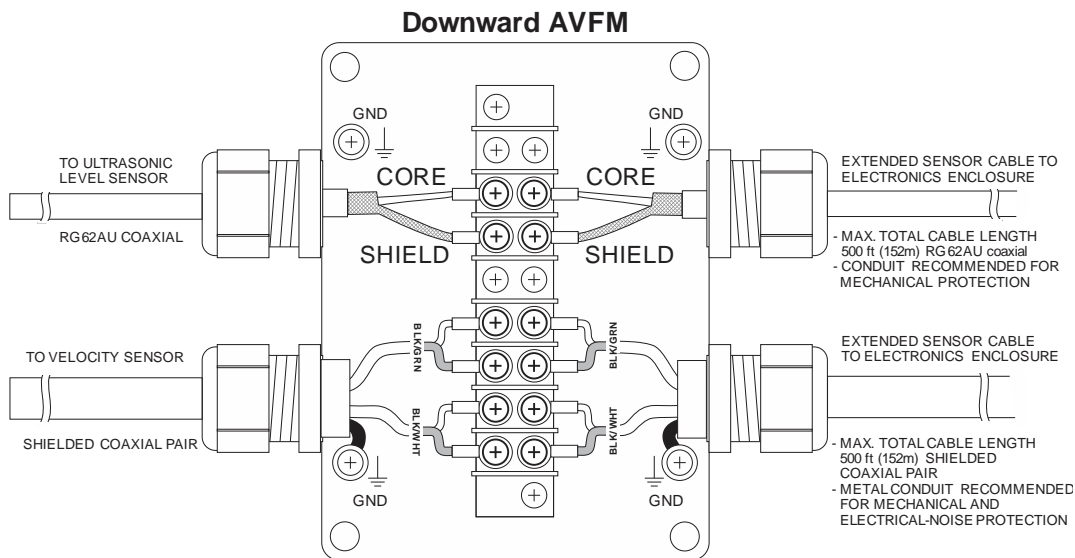 Downward AVFM
GND
GND
TO ULTRASONIC
LEVEL SENSOR
RG62AU COAXIAL
CORE
CORE
SHIELD
SHIELD
EXTENDED SENSOR CABLE TO
ELECTRONICS ENCLOSURE
- MAX. TOTAL CABLE LENGTH
500 ft (152m) RG62AU coaxial
- CONDUIT RECOMMENDED FOR
MECHANICAL PROTECTION
TO VELOCITY SENSOR
SHIELDED COAXIAL PAIR
BLK/GRN
BLK/GRN
BLK/WHT
BLK/WHT
GND
GND
EXTENDED SENSOR CABLE
TO ELECTRONICS ENCLOSURE
- MAX. TOTAL CABLE LENGTH
500 ft (152m) SHIELDED
COAXIAL PAIR
- METAL CONDUIT RECOMMENDED
FOR MECHANICAL AND
ELECTRICAL-NOISE PROTECTION